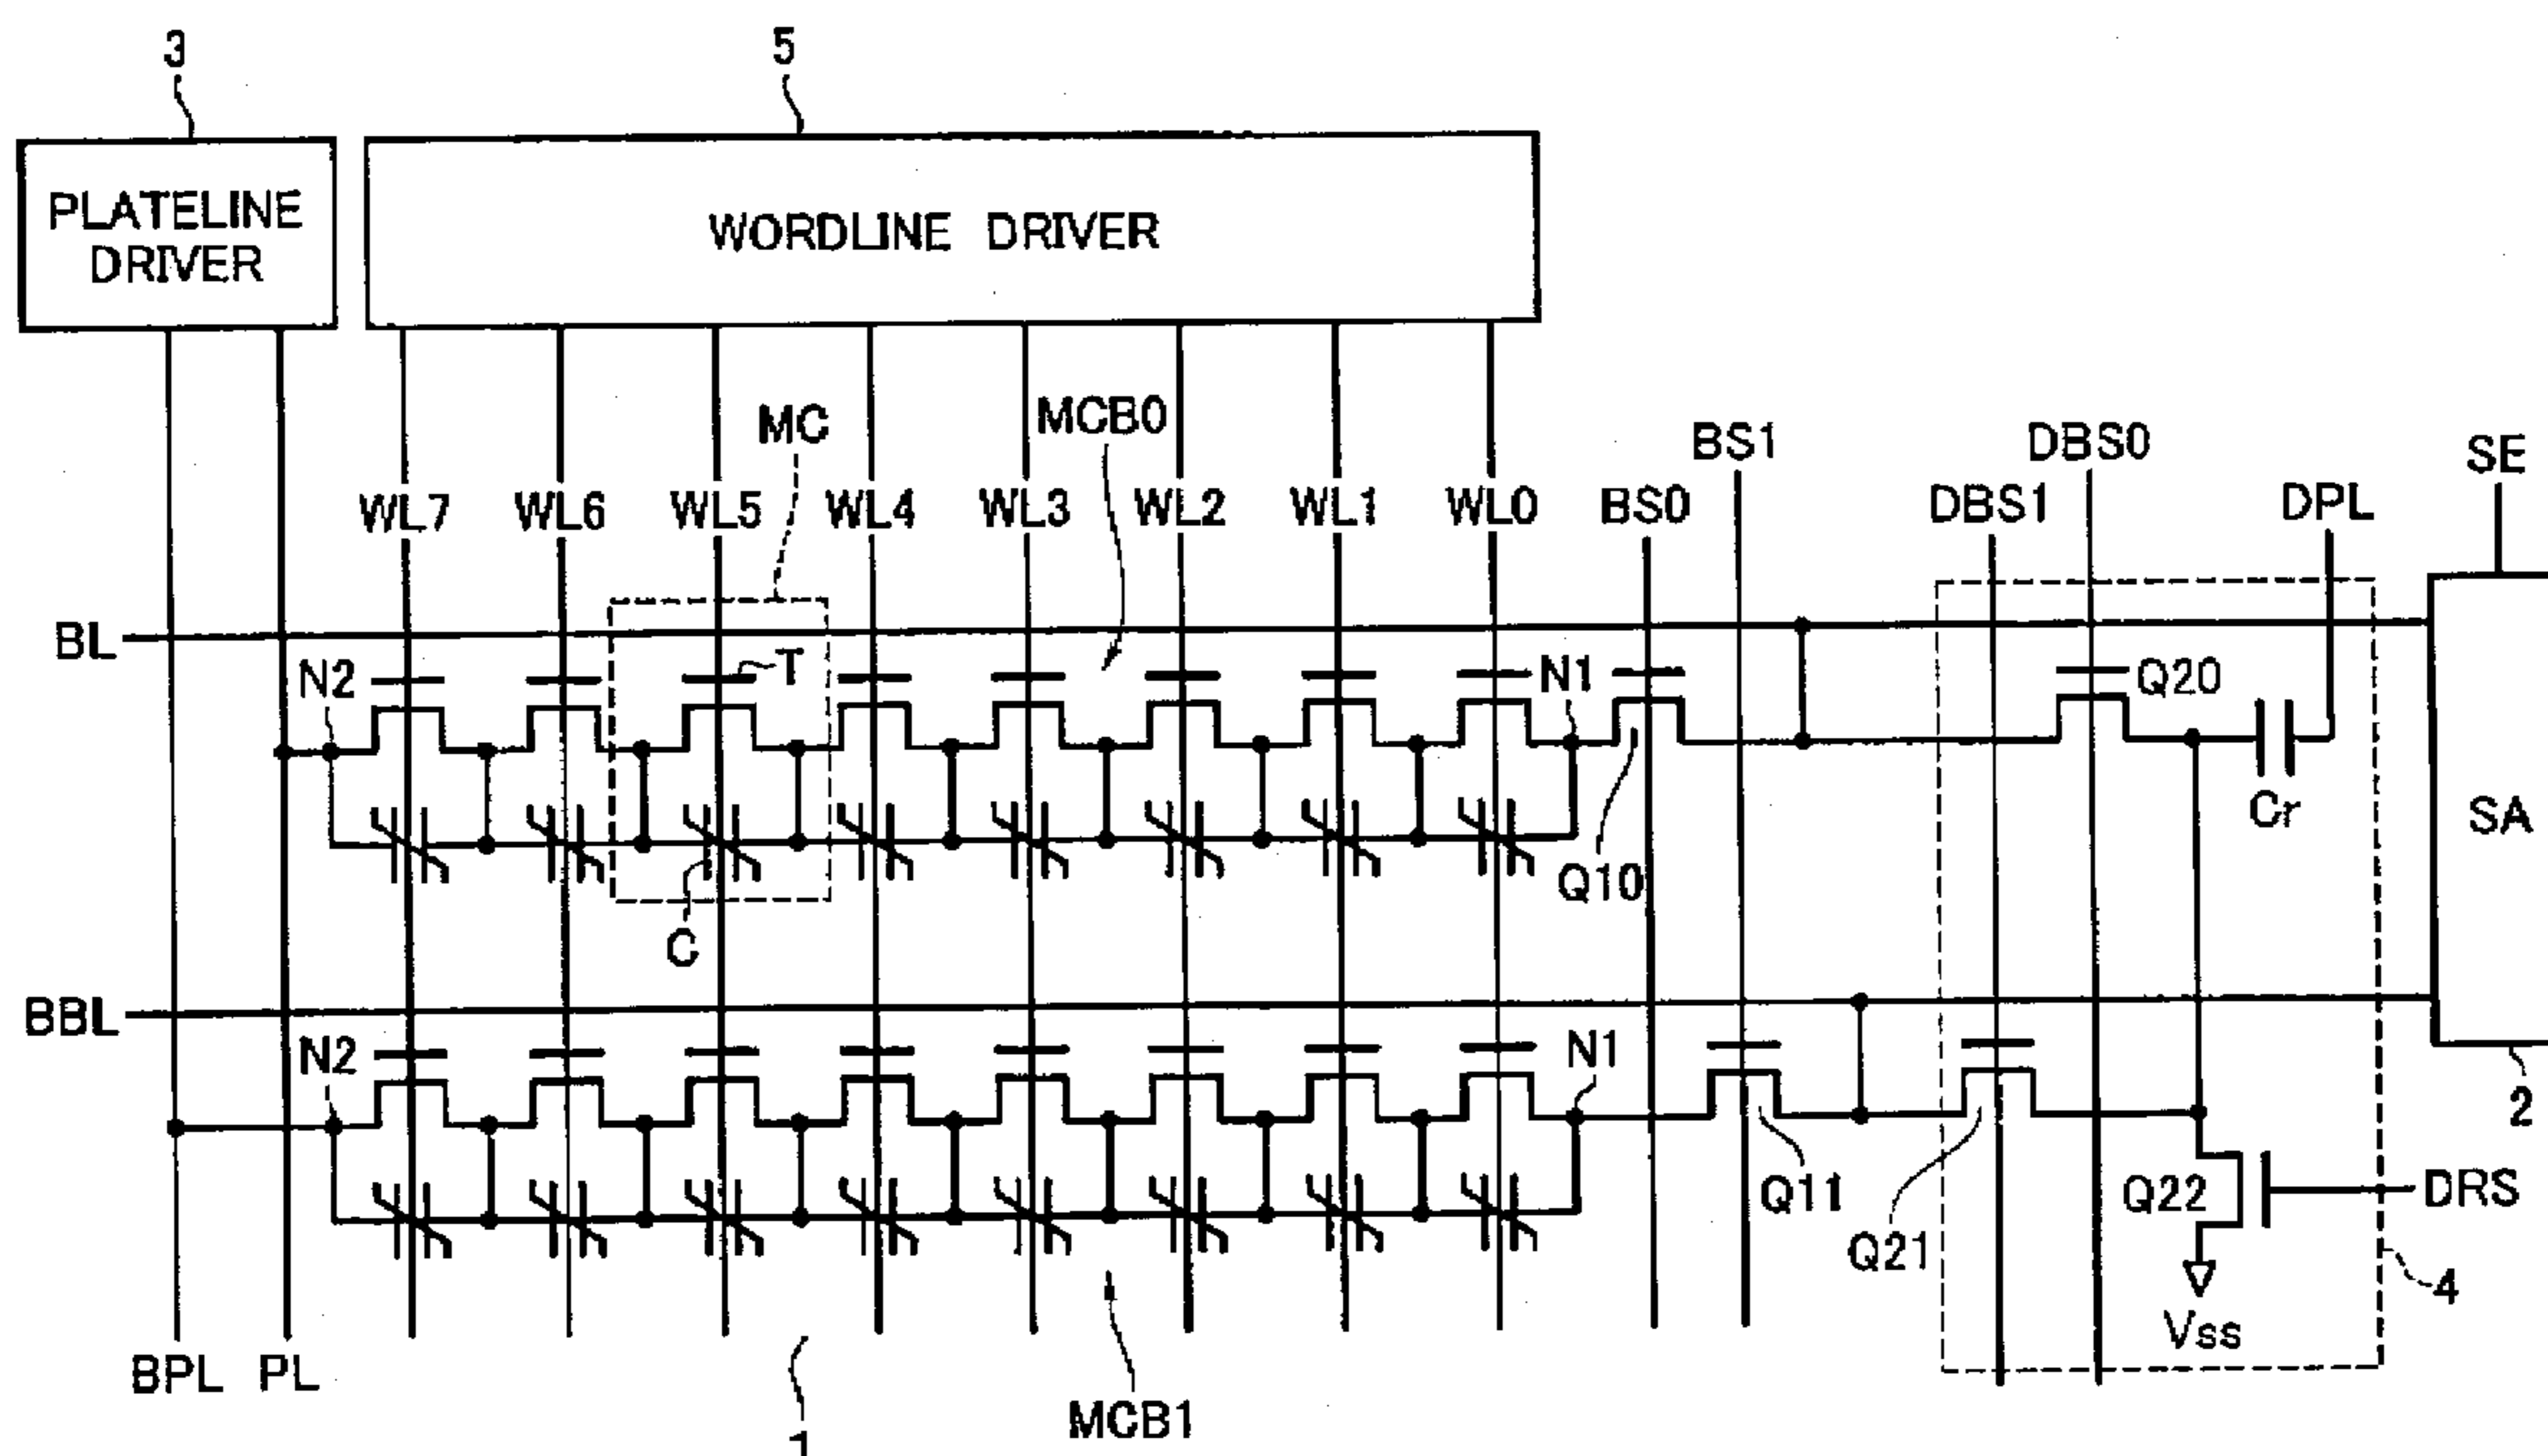 3
5
PLATELINE
DRIVER
WORDLINE DRIVER
MC
MCB0
BS1
DBS0
SE
WL7
WL6
WL5
WL4
WL3
WL2
WL1
WL0
BS0
DBS1
DPL
BL
N2
T
N1
Q20
Cr
SA
Q10
C
BBL
N2
N1
2
Q11
Q22
DRS
Q21
4
Vss
BPL
PL
1
MCB1